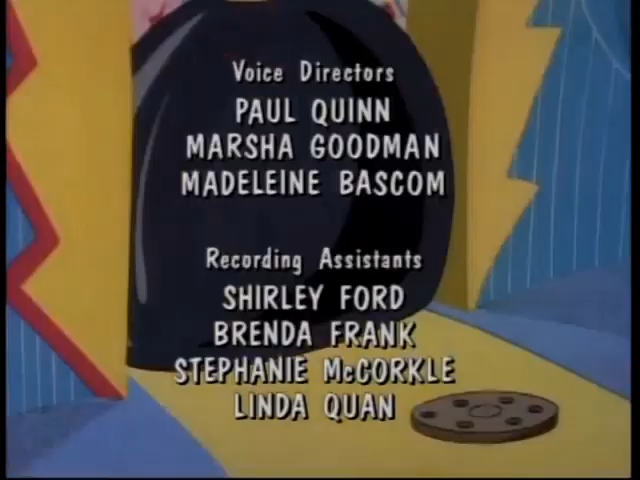 Voice Directors
PAUL QUINN
MARSHA GOODMAN
MADELEINE BASCOM
Recording Assistants
SHIRLEY FORD
BRENDA FRANK
STEPHANIE McCORKLE
LINDA QUAN